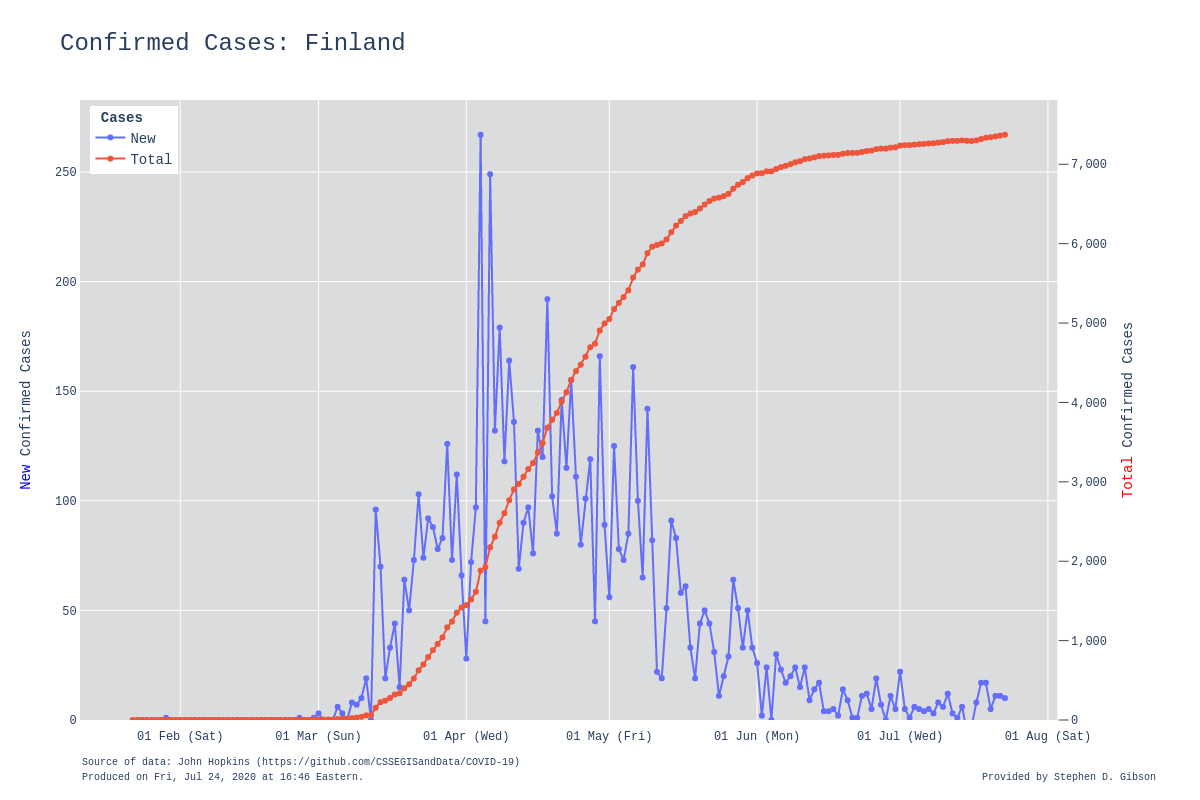 Confirmed Cases: Finland
Cases
New
Total
250
200
150
100
50
0
New Confirmed Cases
7,000
6,000
5,000
4,000
3,000
2,000
1,000
0
Total Confirmed Cases
01 Feb (Sat)
01 Mar (Sun)
01 Apr (Wed)
01 May (Fri)
01 Jun (Mon)
01 Jul (Wed)
01 Aug (Sat)
Source of data: John Hopkins (https://github.com/CSSEGISandData/COVID-19)
Produced on Fri, Jul 24, 2020 at 16:46 Eastern.
Provided by Stephen D. Gibson